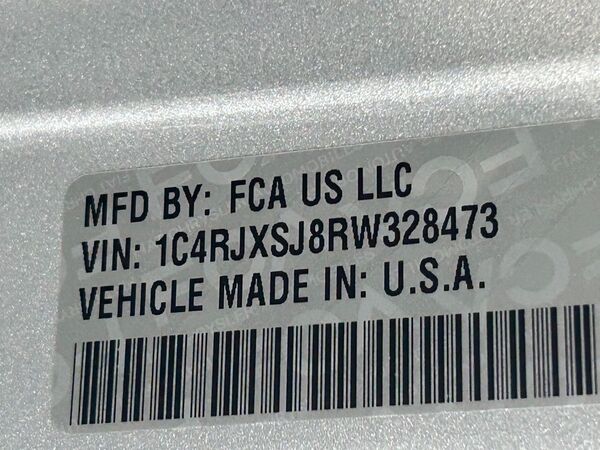 MFD BY: FCA US LLC
VIN: 1C4RJXSJ8RW328473
VEHICLE MADE IN: U.S.A.